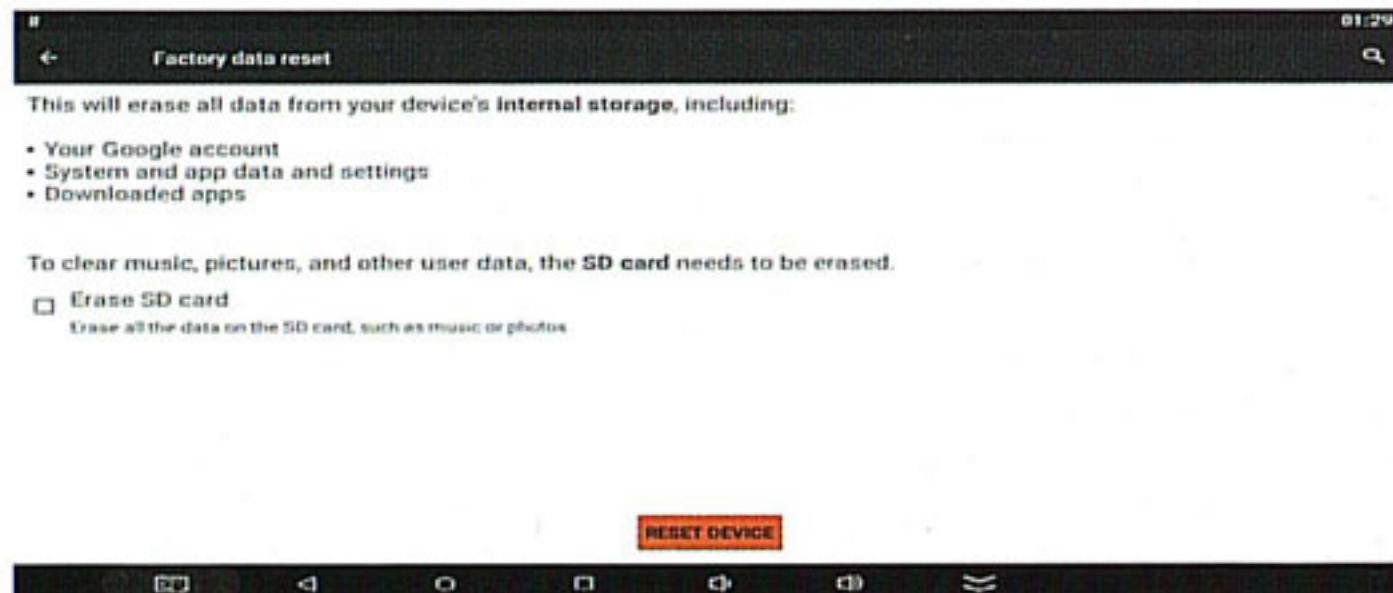 01:29
Factory data reset
This will erase all data from your device's internal storage, including:
• Your Google account
• System and app data and settings
• Downloaded apps
To clear music, pictures, and other user data, the SD card needs to be erased.
Erase SD card
Erase all the data on the SD card, such as music or photos
RESET DEVICE